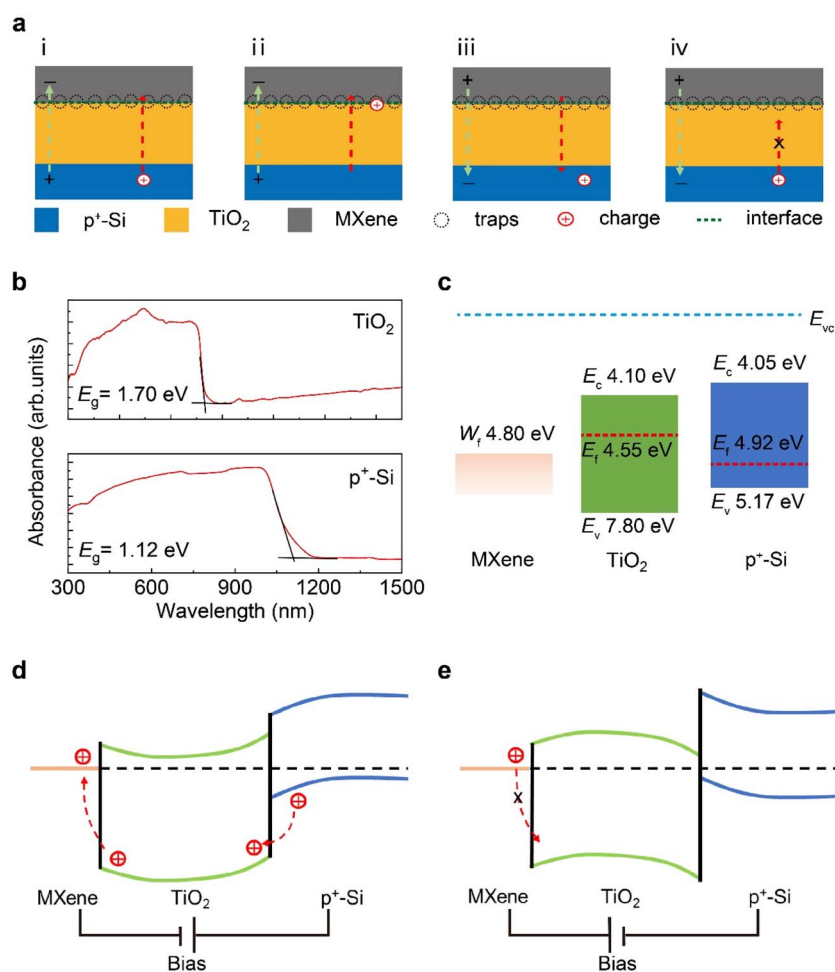 a
i ii iii iv
− − + +
+ + − −
x
p⁺-Si TiO₂ MXene traps charge interface
b
TiO₂
E_g= 1.70 eV
p⁺-Si
E_g= 1.12 eV
Absorbance (arb.units)
300 600 900 1200 1500
Wavelength (nm)
c
E_vc
E_c 4.10 eV E_c 4.05 eV
W_f 4.80 eV
E_f 4.55 eV E_f 4.92 eV
E_v 7.80 eV E_v 5.17 eV
MXene TiO₂ p⁺-Si
d
MXene TiO₂ p⁺-Si
Bias
e
x
MXene TiO₂ p⁺-Si
Bias